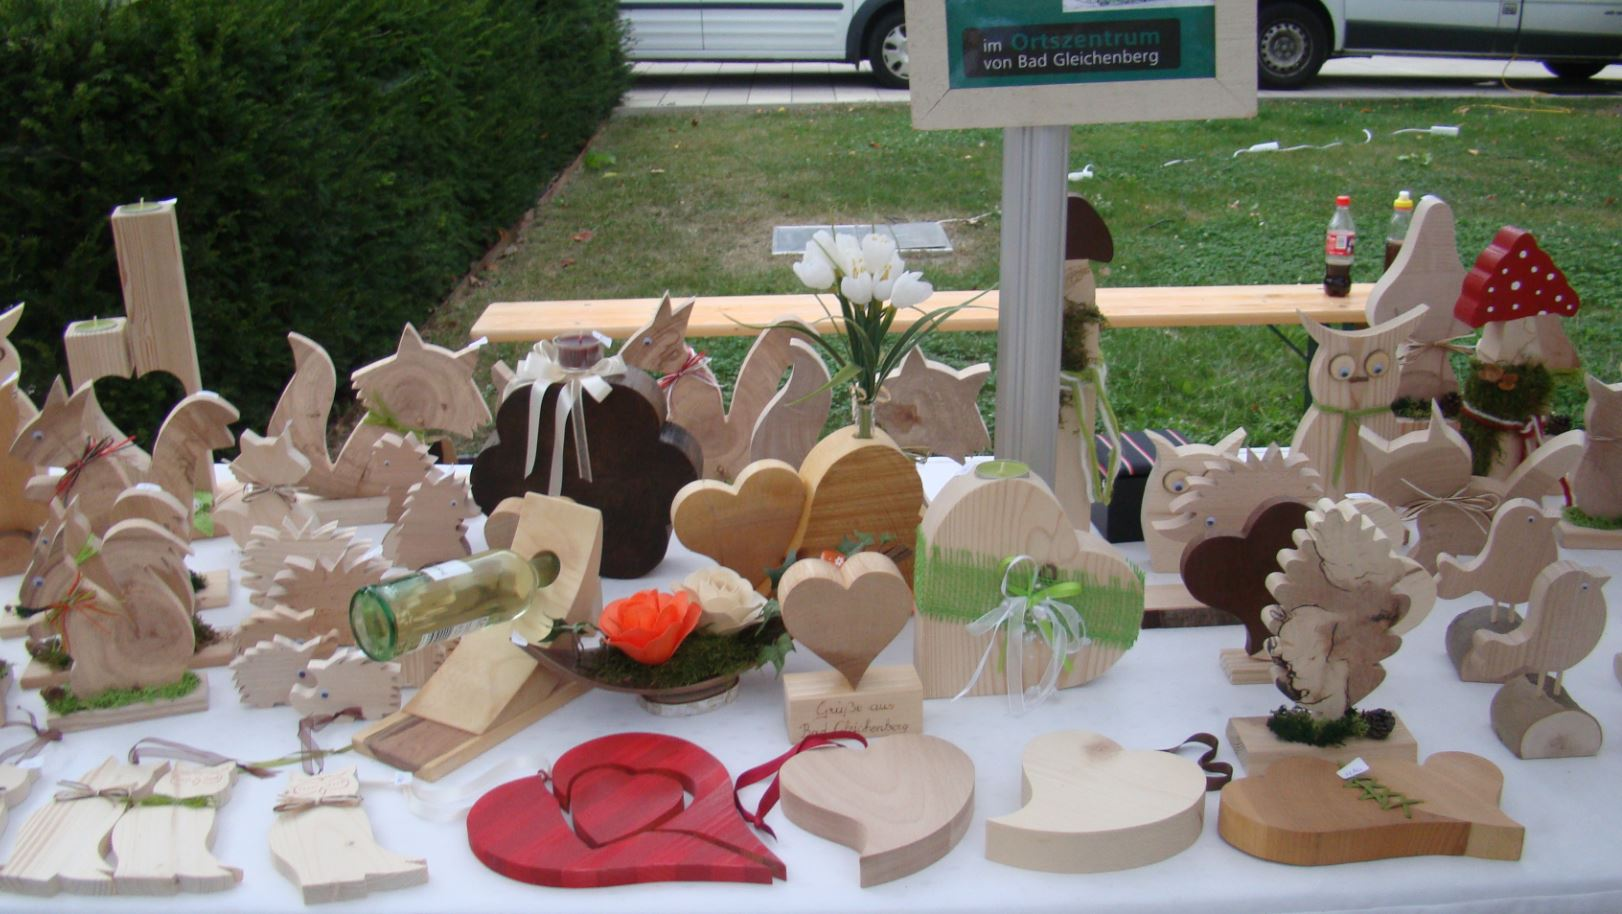 im Ortszentrum
von Bad Gleichenberg
Grüße aus
Bad Gleichenberg